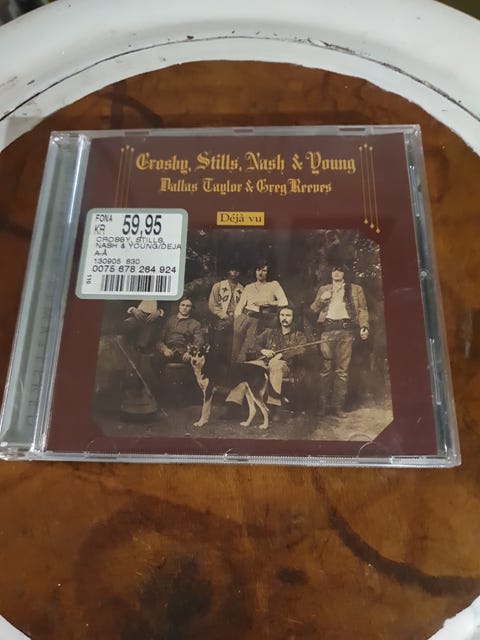 Crosby, Stills, Nash & Young
Dallas Taylor & Greg Reeves
Déjà vu
FONA
KR 59,95
CROSBY, STILLS,
NASH & YOUNG/DEJA
A-Å
130905 630
0075 678 264 924